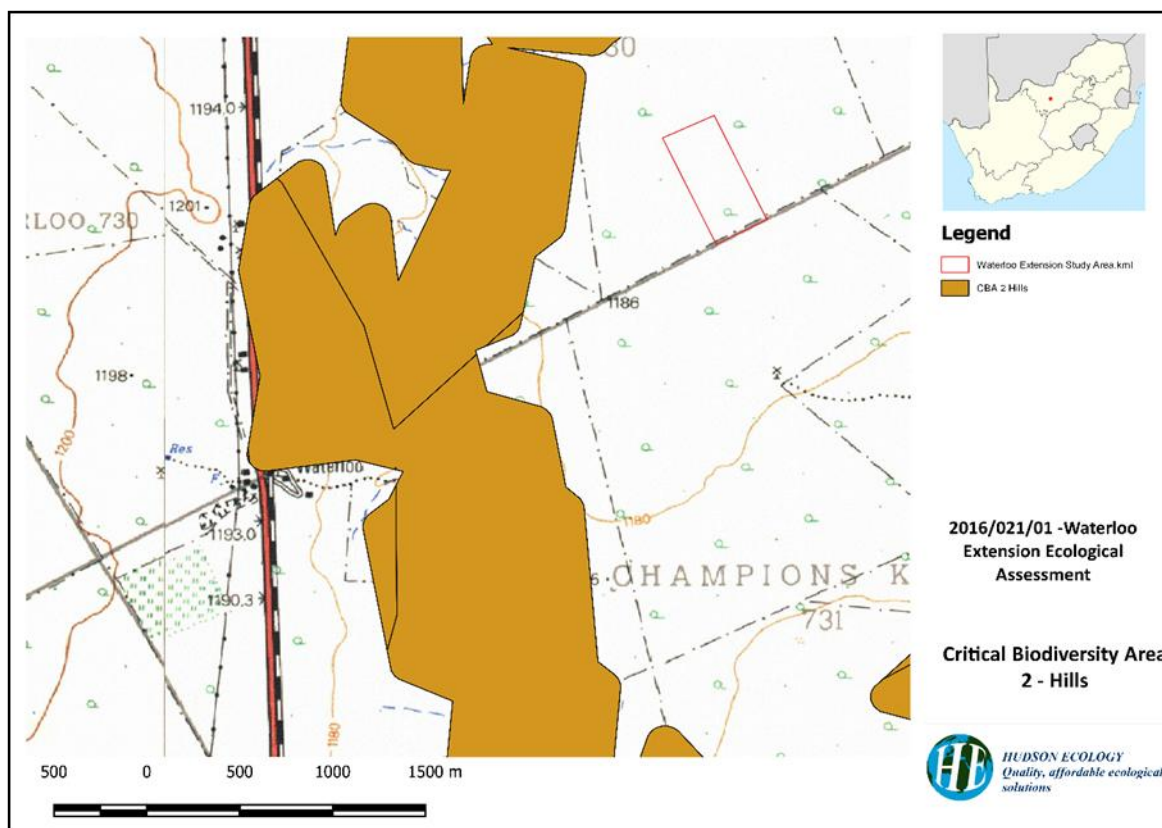 80
1194.0
1201
RLOO 730
1186
1198
1200
Res
F
Waterloo
1180
1193.0
CHAMPIONS K
1190.3
731
1180
500 0 500 1000 1500 m
Legend
Waterloo Extension Study Area.kml
CBA 2 Hills
2016/021/01 -Waterloo
Extension Ecological
Assessment
Critical Biodiversity Area
2 - Hills
HE
HUDSON ECOLOGY
Quality, affordable ecological
solutions